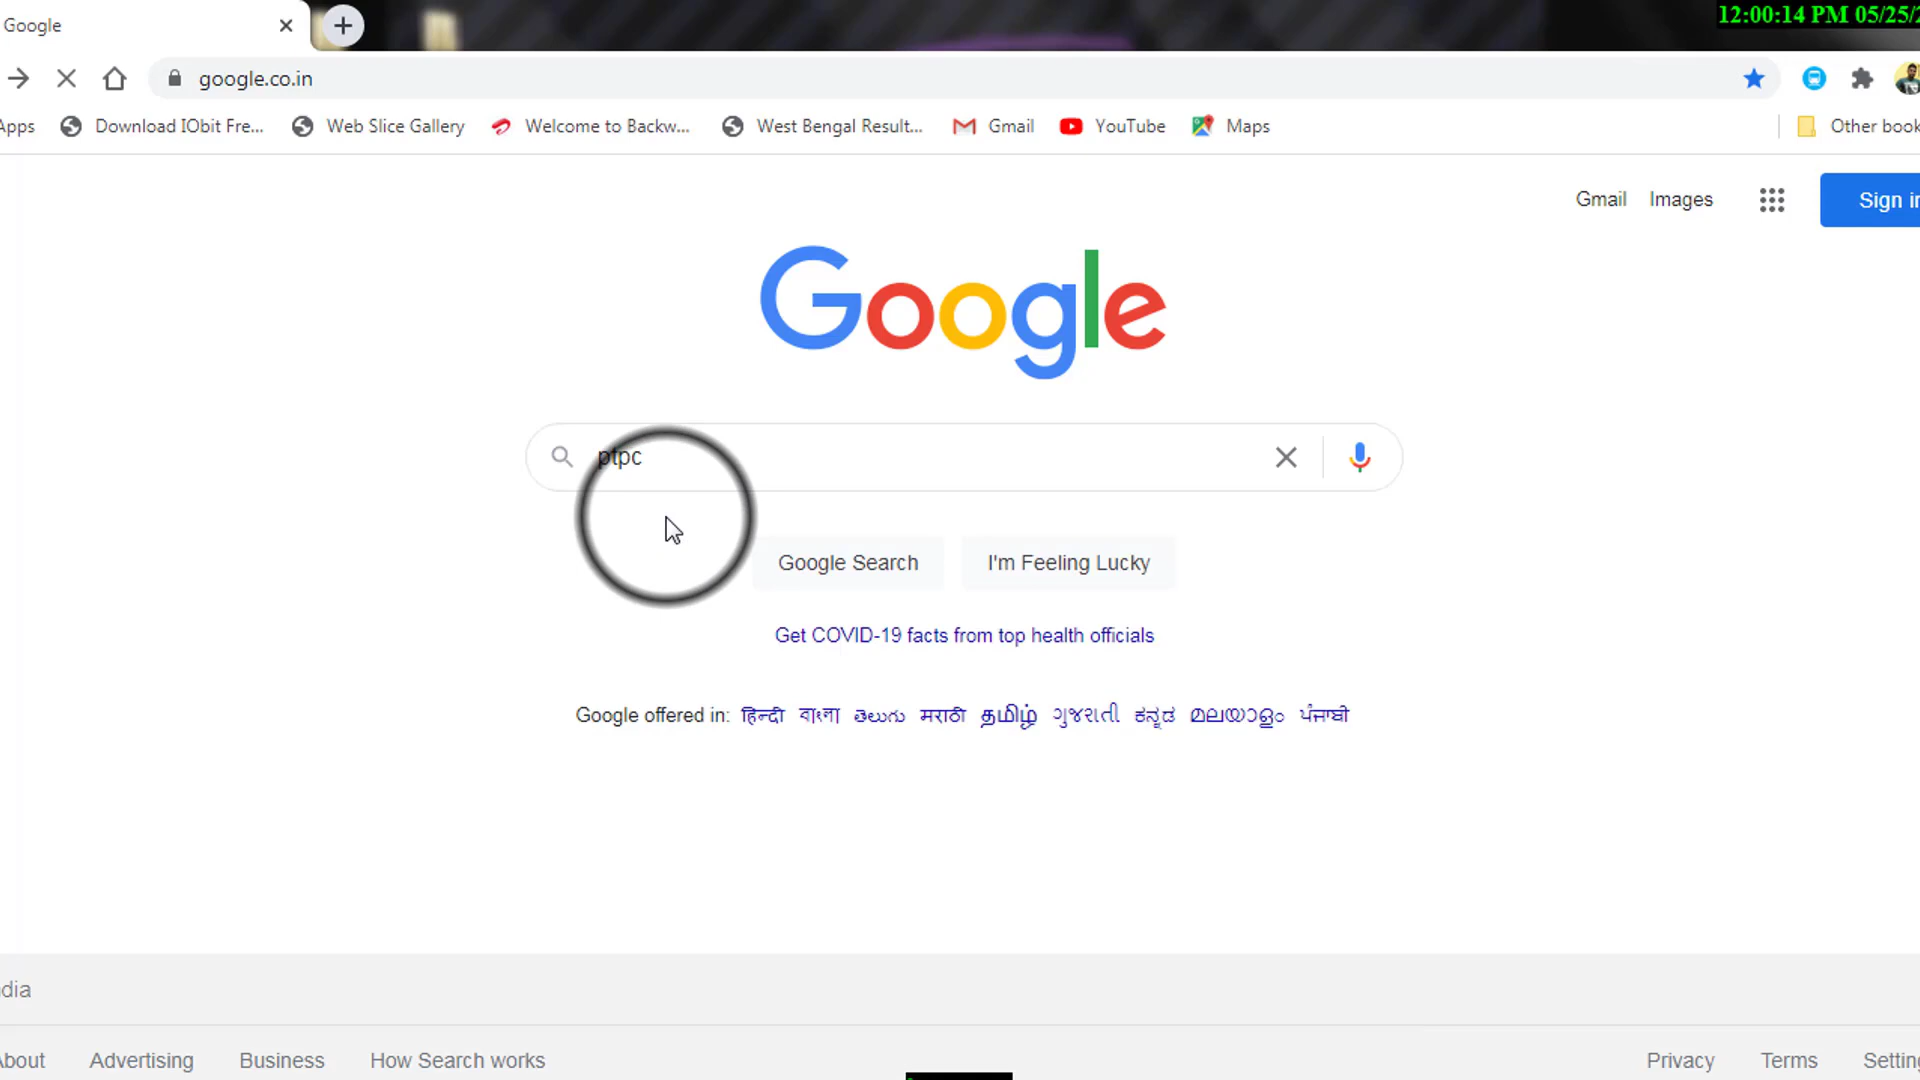 Google
12:00:14 PM 05/25/2
google.co.in
Apps Download IObit Fre... Web Slice Gallery Welcome to Backw... West Bengal Result... Gmail YouTube Maps Other book
Gmail Images Sign in
Google
ptpc
Google Search I'm Feeling Lucky
Get COVID-19 facts from top health officials
Google offered in: हिन्दी বাংলা తెలుగు मराठी தமிழ் ગુજરાતી ಕನ್ನಡ മലയാളം ਪੰਜਾਬੀ
dia
About Advertising Business How Search works Privacy Terms Setting